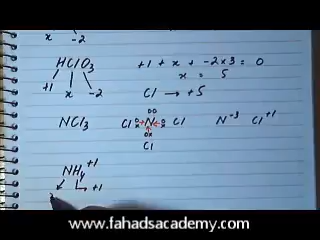 -2
HClO₃ +1 + x + -2×3 = 0
+1 x -2 x = 5
Cl → +5
NCl₃ Cl N Cl N⁻³ Cl⁺¹
Cl
NH₄⁺¹
+1
www.fahadsacademy.com